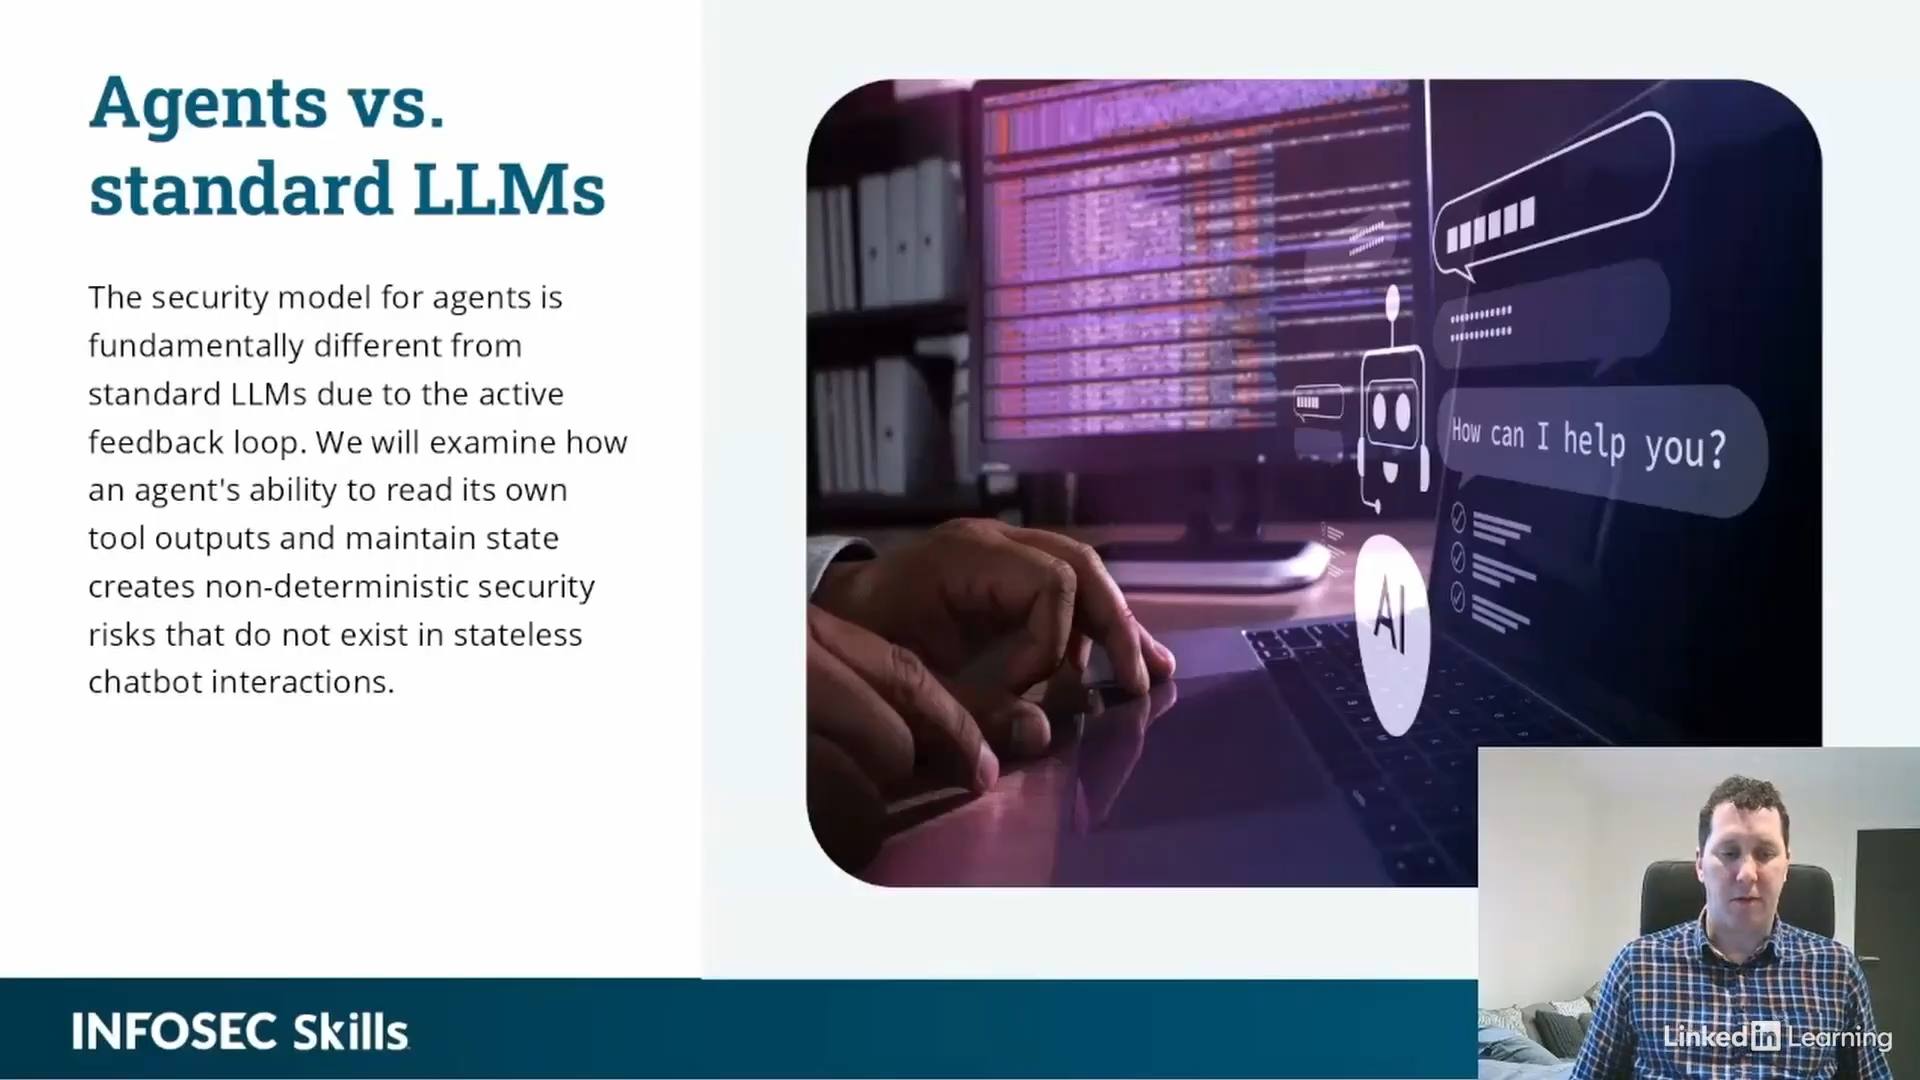 Agents vs.
standard LLMs
The security model for agents is
fundamentally different from
standard LLMs due to the active
feedback loop. We will examine how
an agent's ability to read its own
tool outputs and maintain state
creates non-deterministic security
risks that do not exist in stateless
chatbot interactions.
How can I help you?
AI
INFOSEC Skills
Linked in Learning